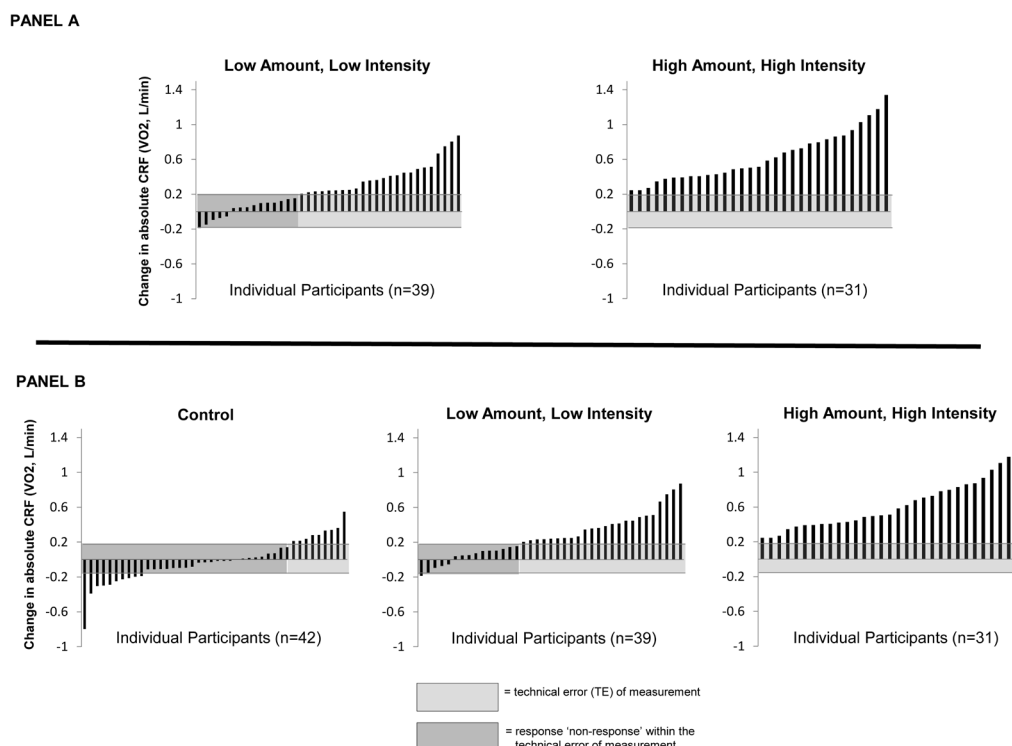 PANEL A
Low Amount, Low Intensity
Change in absolute CRF (VO2, L/min)
1.4
1
0.6
0.2
-0.2
-0.6
-1
Individual Participants (n=39)
High Amount, High Intensity
1.4
1
0.6
0.2
-0.2
-0.6
-1
Individual Participants (n=31)
PANEL B
Control
Change in absolute CRF (VO2, L/min)
1.4
1
0.6
0.2
-0.2
-0.6
-1
Individual Participants (n=42)
Low Amount, Low Intensity
1.4
1
0.6
0.2
-0.2
-0.6
-1
Individual Participants (n=39)
High Amount, High Intensity
1.4
1
0.6
0.2
-0.2
-0.6
-1
Individual Participants (n=31)
= technical error (TE) of measurement
= response 'non-response' within the
technical error of measurement